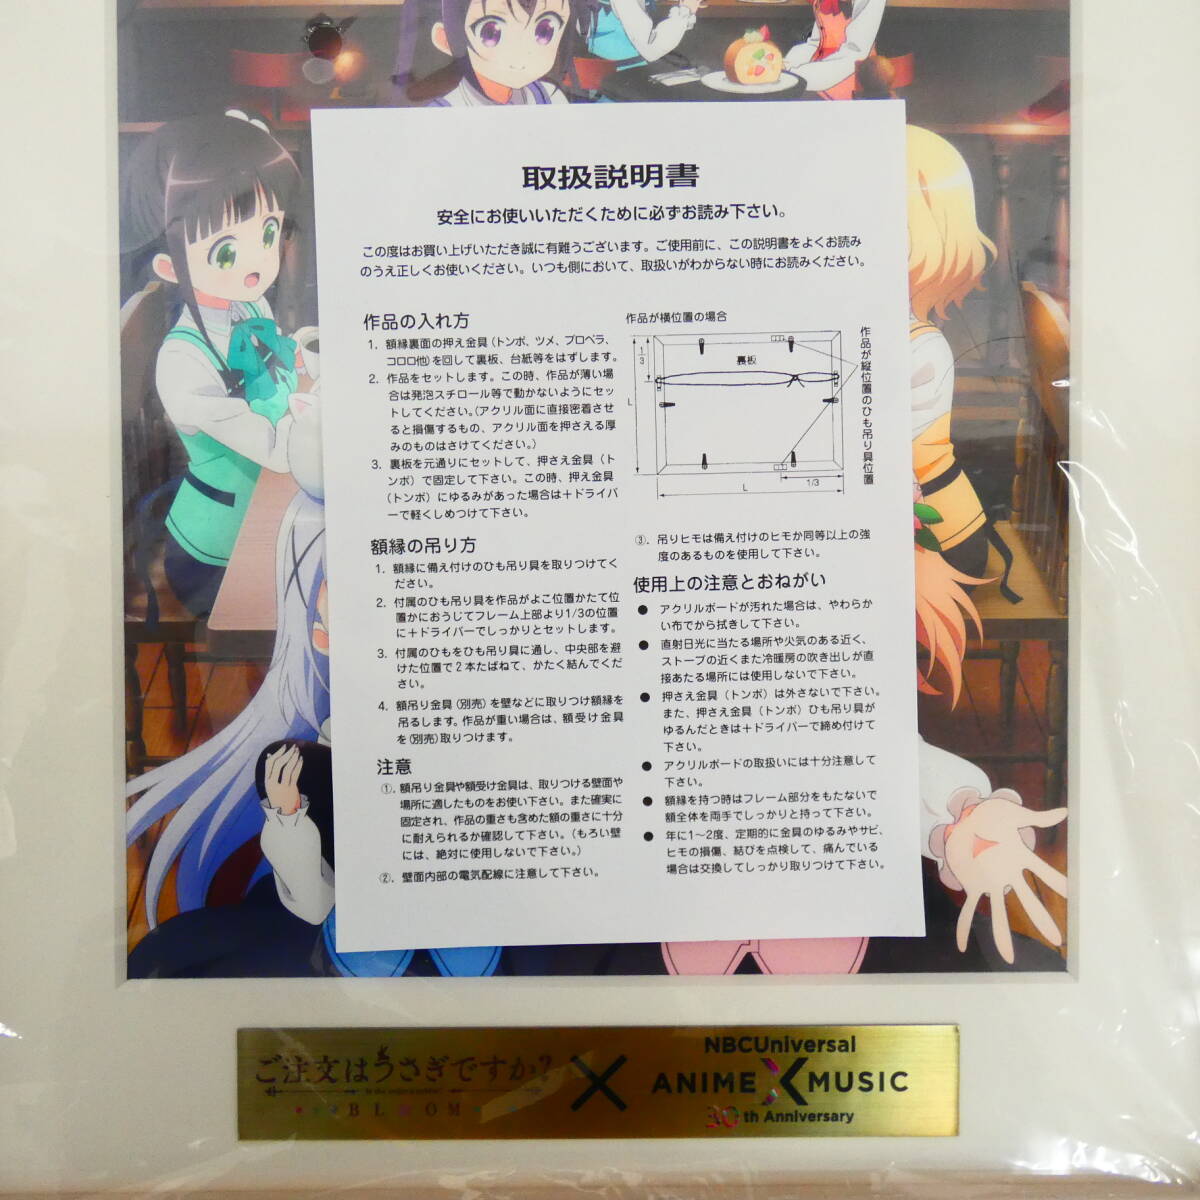 取扱説明書
安全にお使いいただくために必ずお読み下さい。
この度はお買い上げいただき誠に有難うございます。ご使用前に、この説明書をよくお読み
のうえ正しくお使いください。いつも側において、取扱いがわからない時にお読みください。
作品の入れ方
1. 額縁裏面の押え金具(トンボ、ツメ、プロペラ、
コロロ他)を回して裏板、台紙等をはずします。
2. 作品をセットします。この時、作品が薄い場
合は発泡スチロール等で動かないようにセッ
トしてください。(アクリル面に直接密着させ
ると損傷するもの、アクリル面を押さえる厚
みのものはさけてください。)
3. 裏板を元通りにセットして、押さえ金具(ト
ンボ)で固定して下さい。この時、押え金具
(トンボ)にゆるみがあった場合は+ドライバ
ーで軽くしめつけて下さい。
額縁の吊り方
1. 額縁に備え付けのひも吊り具を取りつけてく
ださい。
2. 付属のひも吊り具を作品がよこ位置かたて位
置かにおうじてフレーム上部より1/3の位置
に+ドライバーでしっかりとセットします。
3. 付属のひもをひも吊り具に通し、中央部を避
けた位置で2本たばねて、かたく結んでくだ
さい。
4. 額吊り金具(別売)を壁などに取りつけ額縁を
吊るします。作品が重い場合は、額受け金具
を(別売)取りつけます。
注意
①. 額吊り金具や額受け金具は、取りつける壁面や
場所に適したものをお使い下さい。また確実に
固定され、作品の重さも含めた額の重さに十分
に耐えられるか確認して下さい。(もろい壁
には、絶対に使用しないで下さい。)
②. 壁面内部の電気配線に注意して下さい。
作品が横位置の場合
1/3
L
裏板
L
1/3
作品が縦位置のひも吊り具位置
③. 吊りヒモは備え付けのヒモか同等以上の強
度のあるものを使用して下さい。
使用上の注意とおねがい
● アクリルボードが汚れた場合は、やわらか
い布でから拭きして下さい。
● 直射日光に当たる場所や火気のある近く、
ストーブの近くまた冷暖房の吹き出しが直
接あたる場所には使用しないで下さい。
● 押さえ金具(トンボ)は外さないで下さい。
また、押さえ金具(トンボ)ひも吊り具が
ゆるんだときは+ドライバーで締め付けて
下さい。
● アクリルボードの取扱いには十分注意して
下さい。
● 額縁を持つ時はフレーム部分をもたないで
額全体を両手でしっかりと持って下さい。
● 年に1〜2度、定期的に金具のゆるみやサビ、
ヒモの損傷、結びを点検して、痛んでいる
場合は交換してしっかり取りつけて下さい。
ご注文はうさぎですか?
BLOOM
×
NBCUniversal
ANIME X MUSIC
30th Anniversary